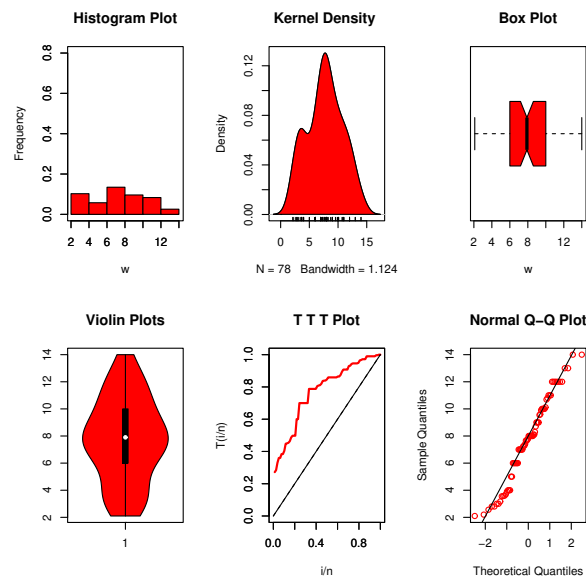 Histogram Plot
Frequency
0.0 0.2 0.4 0.6 0.8
2 4 6 8 12
w
Kernel Density
Density
0.00 0.04 0.08 0.12
0 5 10 15
N = 78 Bandwidth = 1.124
Box Plot
2 4 6 8 12
w
Violin Plots
2 4 6 8 10 12 14
1
T T T Plot
T(i/n)
0.0 0.2 0.4 0.6 0.8 1.0
0.0 0.4 0.8
i/n
Normal Q−Q Plot
Sample Quantiles
2 4 6 8 10 12 14
−2 0 2
Theoretical Quantiles